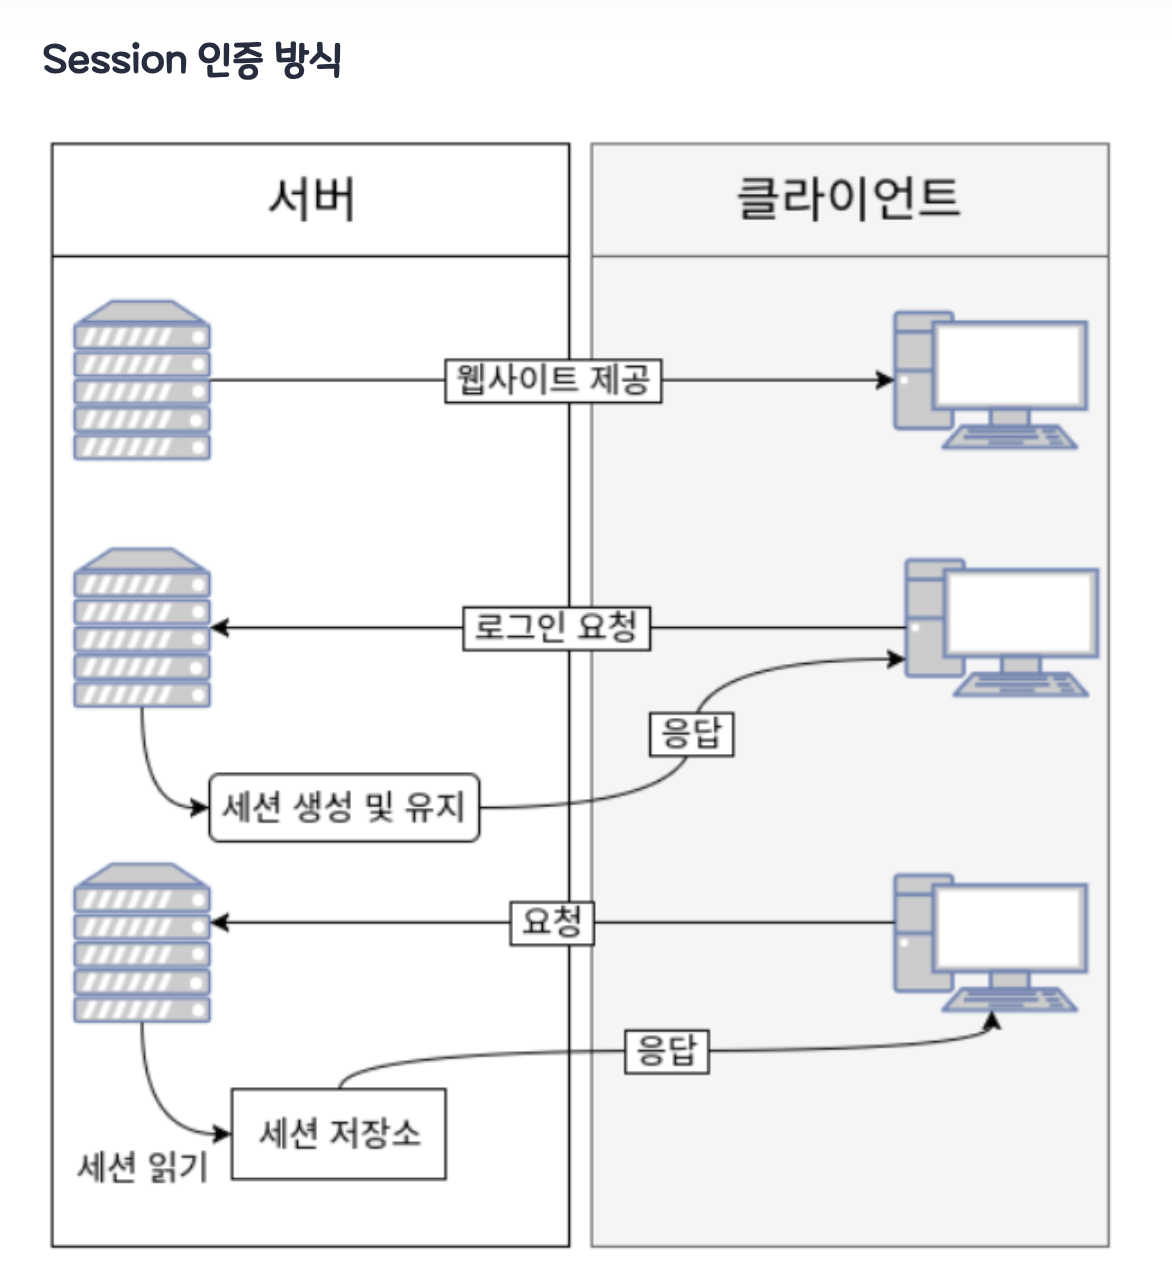 Session 인증 방식
서버
클라이언트
웹사이트 제공
로그인 요청
응답
세션 생성 및 유지
요청
응답
세션 저장소
세션 읽기